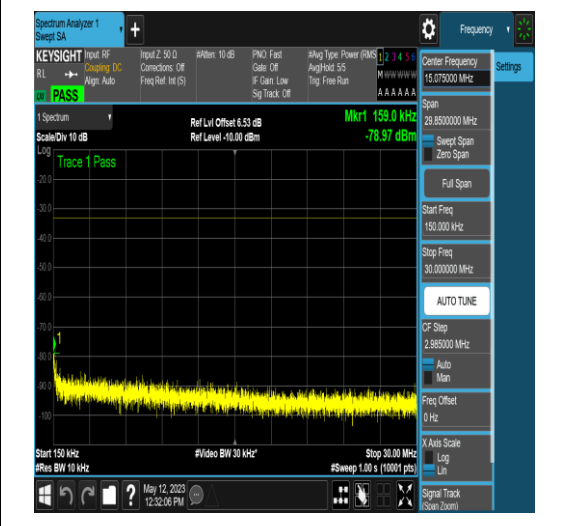 Spectrum Analyzer 1
Swept SA
+
Frequency
KEYSIGHT
RL
PASS
Input: RF
Coupling: DC
Align: Auto
Input Z: 50 Ω
Corrections: Off
Freq Ref: Int (S)
#Atten: 10 dB
PNO: Fast
Gate: Off
IF Gain: Low
Sig Track: Off
#Avg Type: Power (RMS
Avg|Hold: 5/5
Trig: Free Run
1 2 3 4 5 6
M W W W W W
A A A A A A
1 Spectrum
Scale/Div 10 dB
Ref Lvl Offset 6.53 dB
Ref Level -10.00 dBm
Mkr1 159.0 kHz
-78.97 dBm
Log
Trace 1 Pass
-20.0
-30.0
-40.0
-50.0
-60.0
-70.0
1
-80.0
-90.0
-100
Start 150 kHz
#Res BW 10 kHz
#Video BW 30 kHz*
Stop 30.00 MHz
#Sweep 1.00 s (10001 pts)
?
May 12, 2023
12:32:06 PM
Center Frequency
15.075000 MHz
Settings
Span
29.8500000 MHz
Swept Span
Zero Span
Full Span
Start Freq
150.000 kHz
Stop Freq
30.000000 MHz
AUTO TUNE
CF Step
2.985000 MHz
Auto
Man
Freq Offset
0 Hz
X Axis Scale
Log
Lin
Signal Track
(Span Zoom)